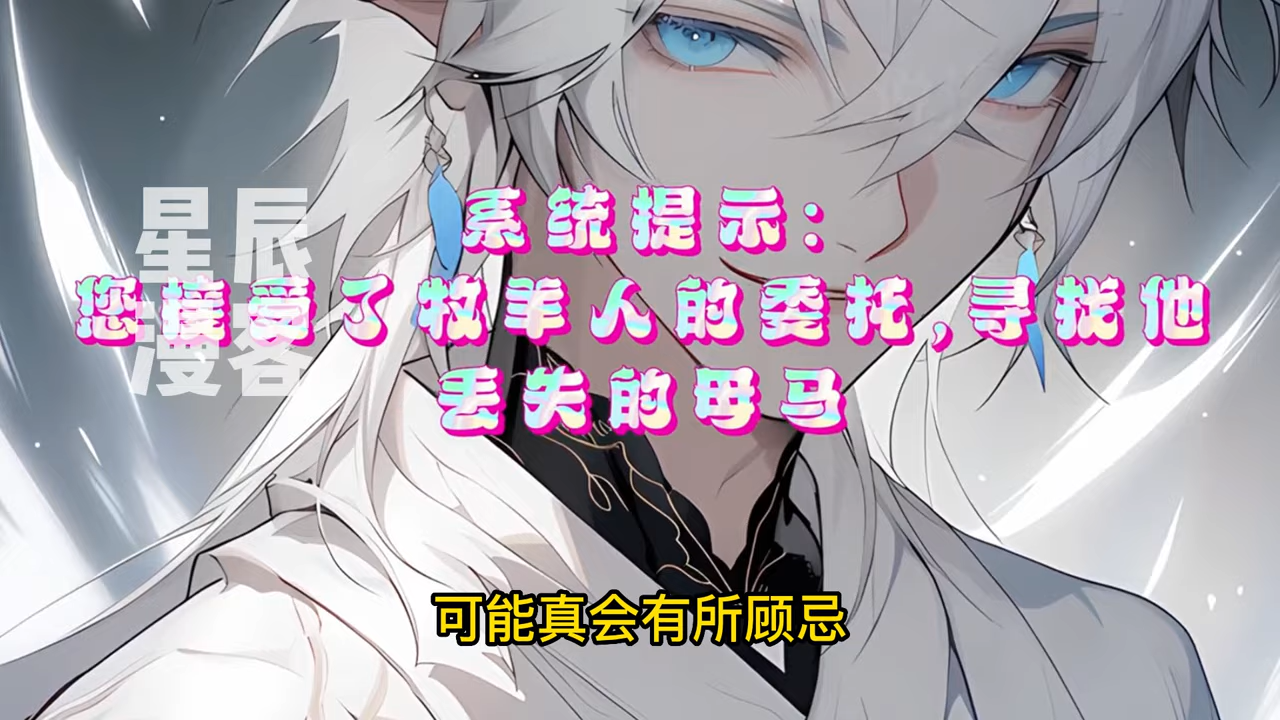 星辰
漫客
系统提示:
您接受了牧羊人的委托,寻找他
丢失的母马
可能真会有所顾忌